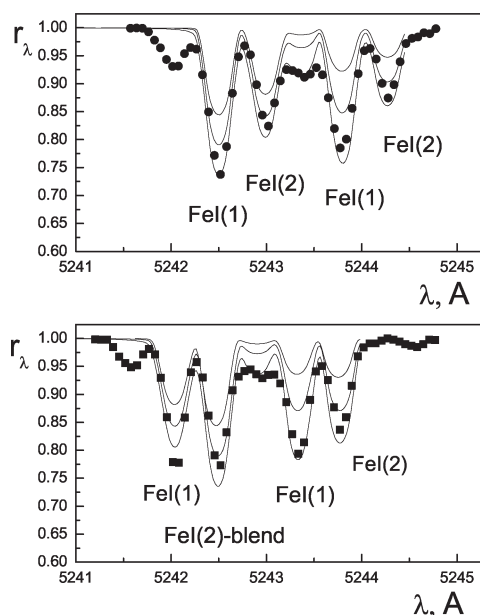 rλ
1.00
0.95
0.90
0.85
0.80
0.75
0.70
0.65
0.60
FeI(1)
FeI(2)
FeI(1)
FeI(2)
5241 5242 5243 5244 5245
λ, A
rλ
1.00
0.95
0.90
0.85
0.80
0.75
0.70
0.65
0.60
FeI(1)
FeI(2)-blend
FeI(1)
FeI(2)
5241 5242 5243 5244 5245
λ, A